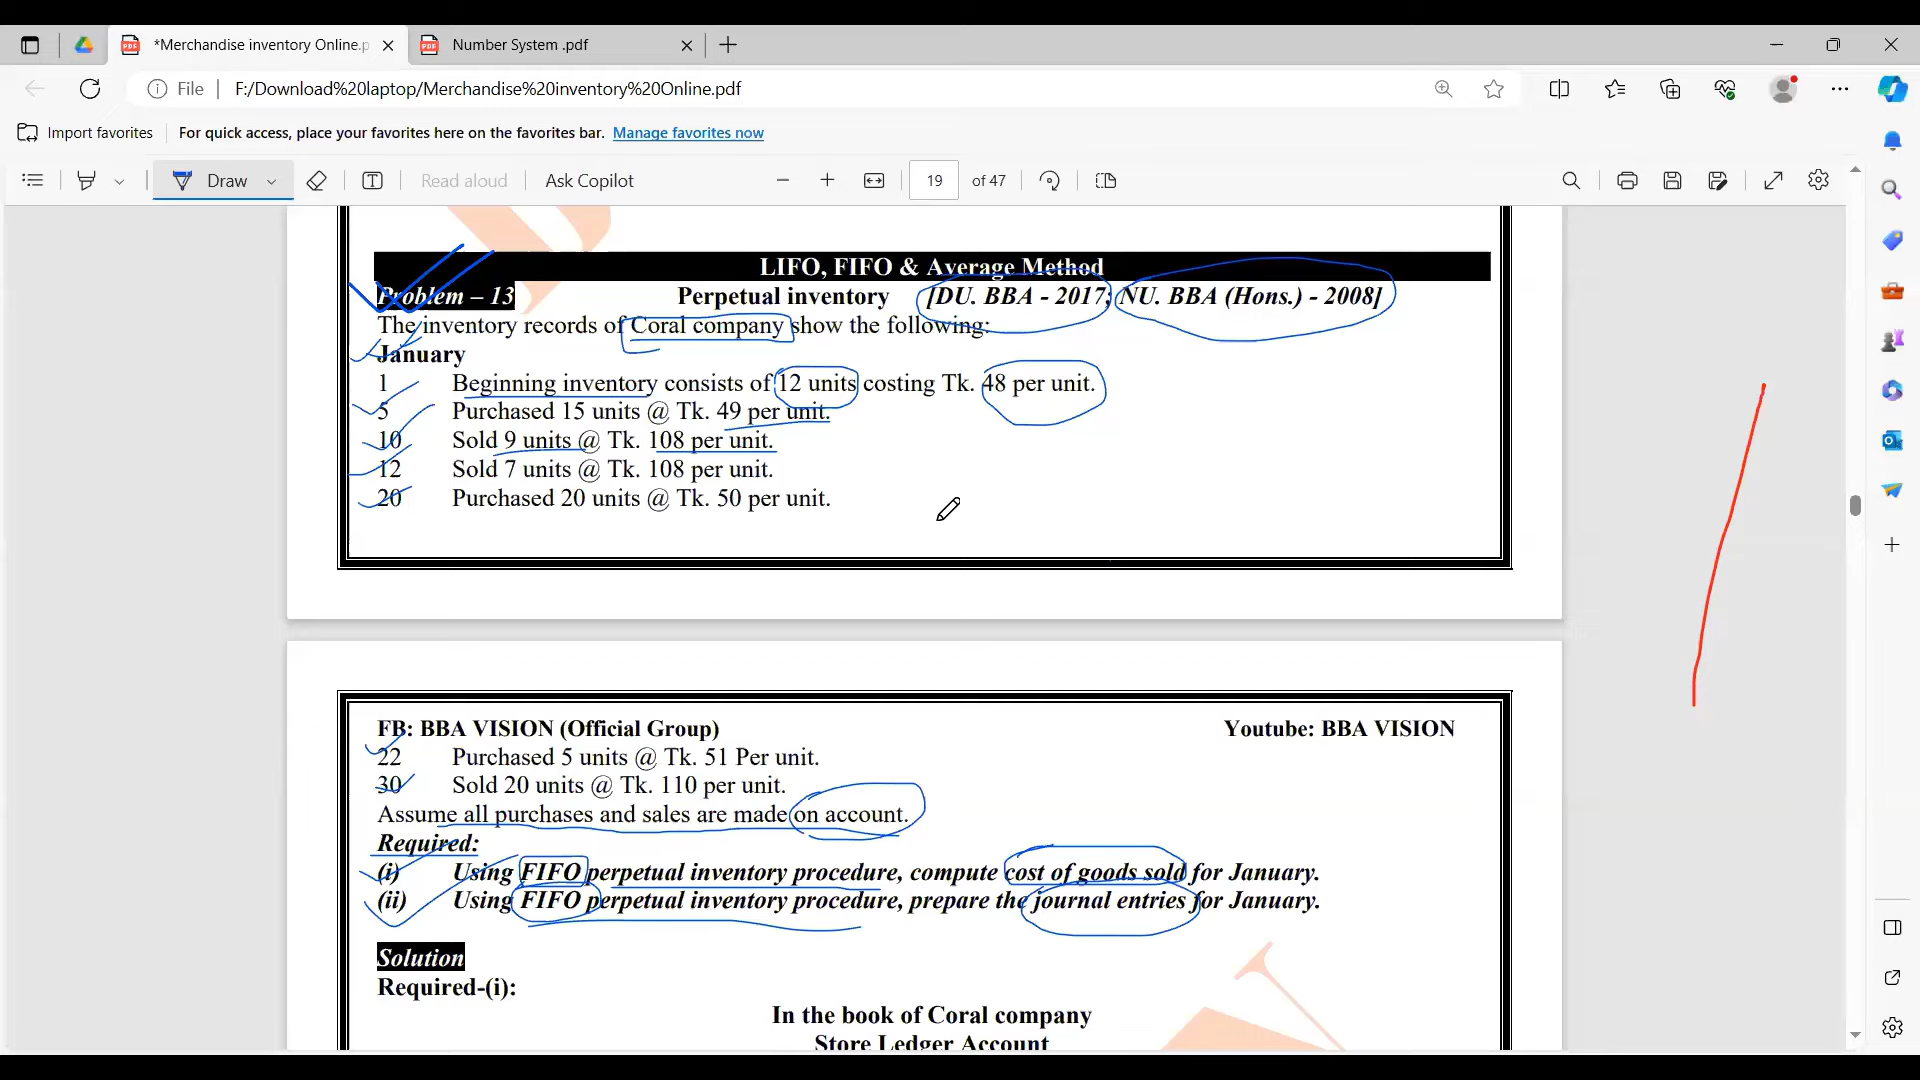 *Merchandise inventory Online.p
Number System .pdf
File
F:/Download%20laptop/Merchandise%20inventory%20Online.pdf
Import favorites
For quick access, place your favorites here on the favorites bar. Manage favorites now
Draw
Read aloud
Ask Copilot
19 of 47
LIFO, FIFO & Average Method
Problem – 13 Perpetual inventory [DU. BBA - 2017; NU. BBA (Hons.) - 2008]
The inventory records of Coral company show the following:
January
1 Beginning inventory consists of 12 units costing Tk. 48 per unit.
5 Purchased 15 units @ Tk. 49 per unit.
10 Sold 9 units @ Tk. 108 per unit.
12 Sold 7 units @ Tk. 108 per unit.
20 Purchased 20 units @ Tk. 50 per unit.
FB: BBA VISION (Official Group) Youtube: BBA VISION
22 Purchased 5 units @ Tk. 51 Per unit.
30 Sold 20 units @ Tk. 110 per unit.
Assume all purchases and sales are made on account.
Required:
(i) Using FIFO perpetual inventory procedure, compute cost of goods sold for January.
(ii) Using FIFO perpetual inventory procedure, prepare the journal entries for January.
Solution
Required-(i):
In the book of Coral company
Store Ledger Account